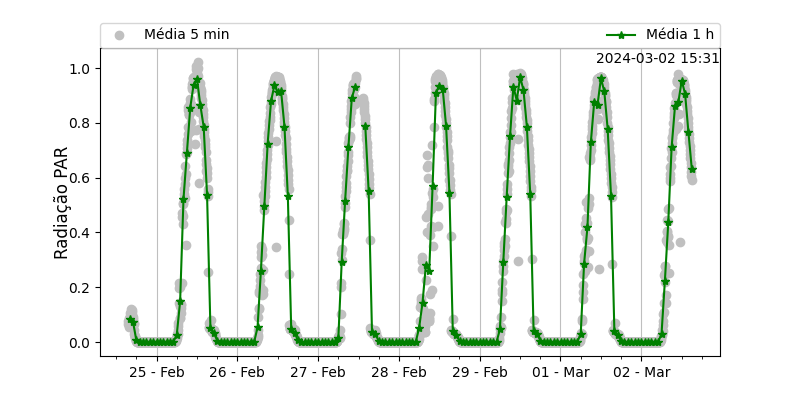 Média 5 min
Média 1 h
2024-03-02 15:31
Radiação PAR
1.0
0.8
0.6
0.4
0.2
0.0
25 - Feb
26 - Feb
27 - Feb
28 - Feb
29 - Feb
01 - Mar
02 - Mar